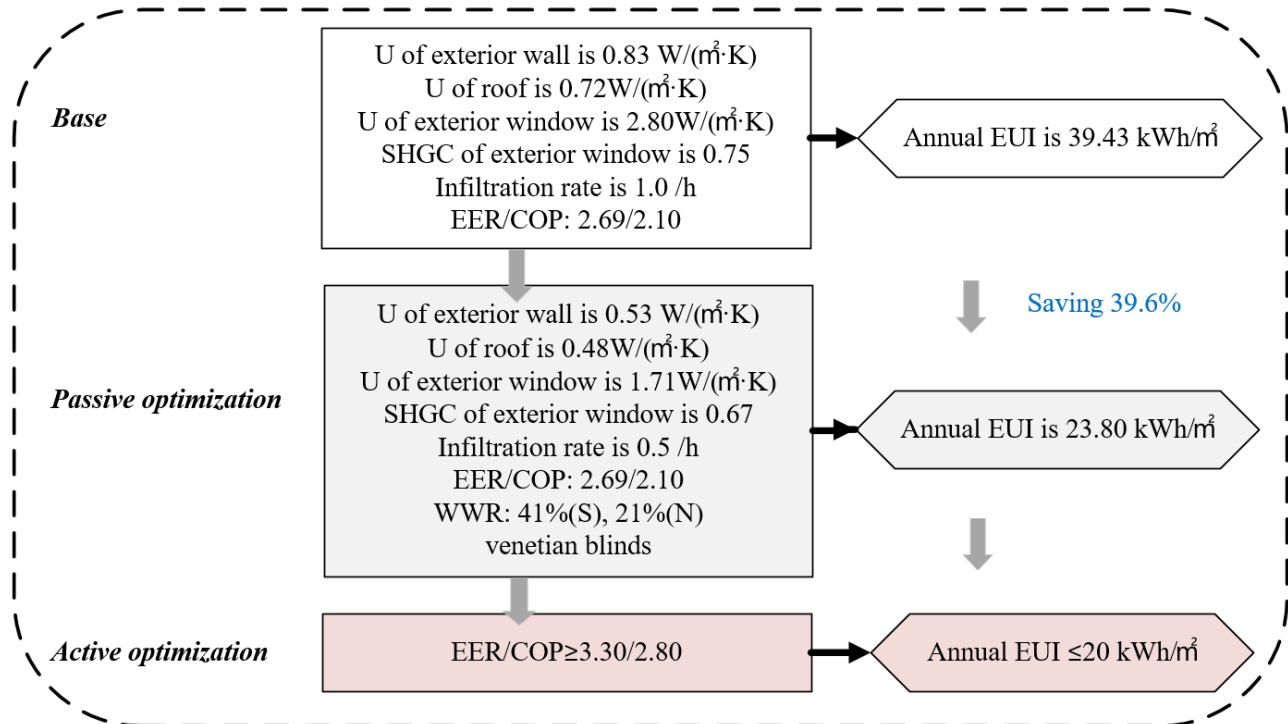 Base
U of exterior wall is 0.83 W/(㎡·K)
U of roof is 0.72W/(㎡·K)
U of exterior window is 2.80W/(㎡·K)
SHGC of exterior window is 0.75
Infiltration rate is 1.0 /h
EER/COP: 2.69/2.10
Annual EUI is 39.43 kWh/㎡
Saving 39.6%
Passive optimization
U of exterior wall is 0.53 W/(㎡·K)
U of roof is 0.48W/(㎡·K)
U of exterior window is 1.71W/(㎡·K)
SHGC of exterior window is 0.67
Infiltration rate is 0.5 /h
EER/COP: 2.69/2.10
WWR: 41%(S), 21%(N)
venetian blinds
Annual EUI is 23.80 kWh/㎡
Active optimization
EER/COP≥3.30/2.80
Annual EUI ≤20 kWh/㎡